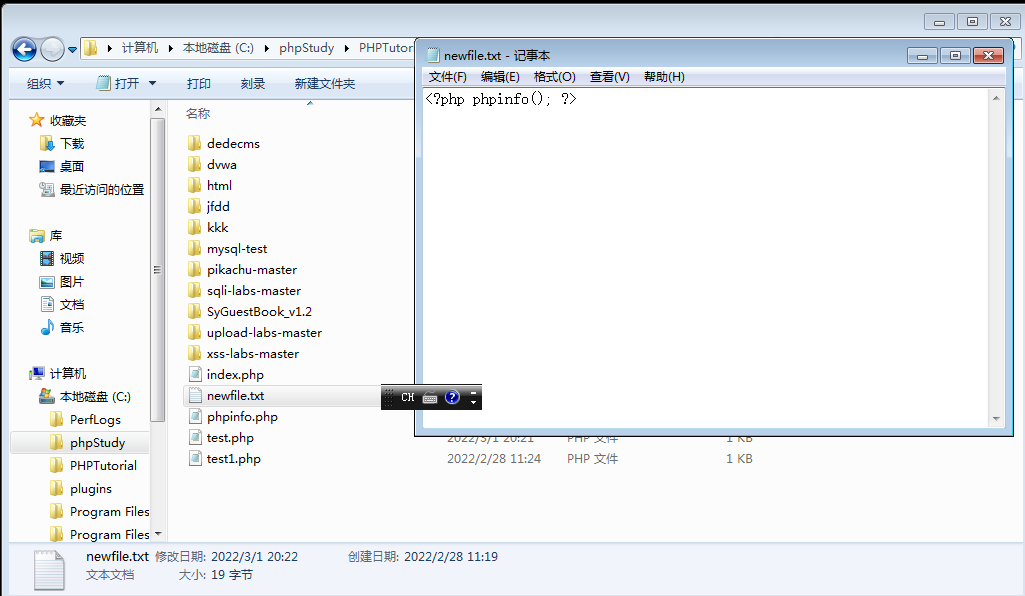 计算机 本地磁盘 (C:) phpStudy PHPTutor
newfile.txt - 记事本
文件(F) 编辑(E) 格式(O) 查看(V) 帮助(H)
<?php phpinfo(); ?>
组织 打开 打印 刻录 新建文件夹
收藏夹
下载
桌面
最近访问的位置
库
视频
图片
文档
音乐
计算机
本地磁盘 (C:)
PerfLogs
phpStudy
PHPTutorial
plugins
Program Files
Program Files
名称
dedecms
dvwa
html
jfdd
kkk
mysql-test
pikachu-master
sqli-labs-master
SyGuestBook_v1.2
upload-labs-master
xss-labs-master
index.php
newfile.txt
CH
phpinfo.php
test.php 2022/3/1 20:21 PHP 文件 1 KB
test1.php 2022/2/28 11:24 PHP 文件 1 KB
newfile.txt 修改日期: 2022/3/1 20:22 创建日期: 2022/2/28 11:19
文本文档 大小: 19 字节